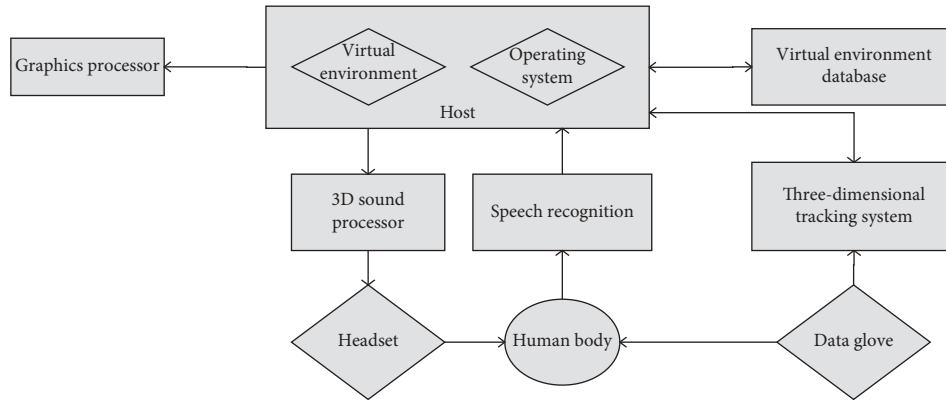 Graphics processor
Virtual
environment
Operating
system
Host
Virtual environment
database
3D sound
processor
Speech recognition
Three-dimensional
tracking system
Headset
Human body
Data glove